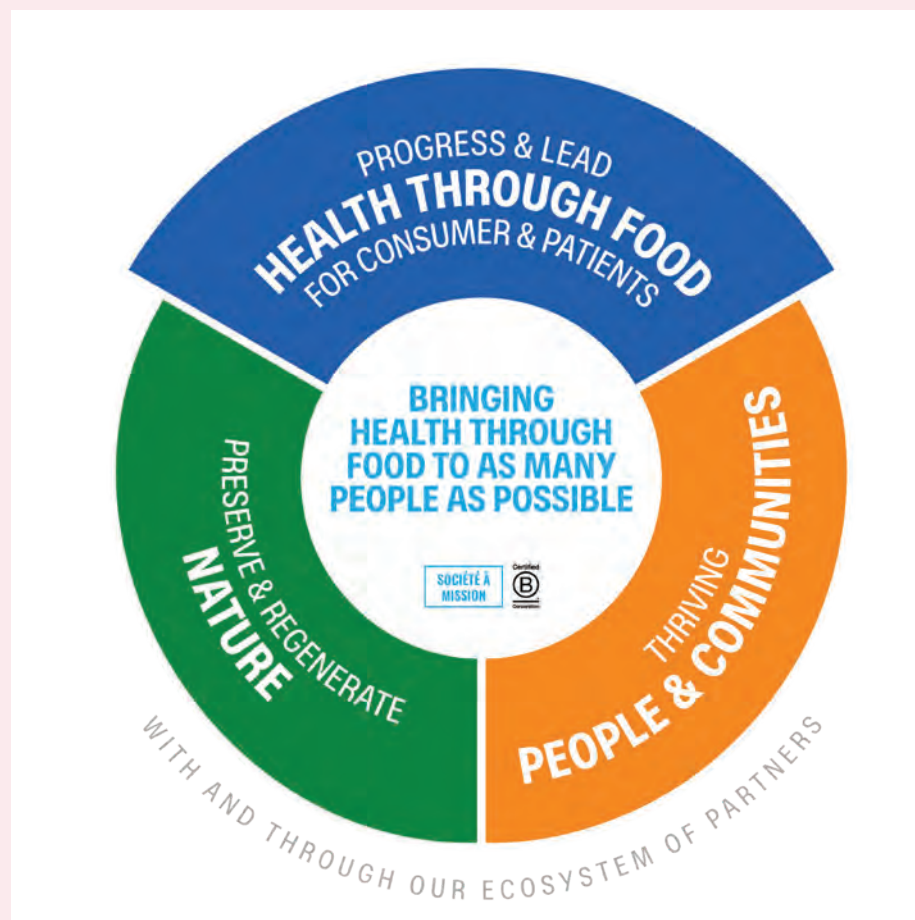 PROGRESS & LEAD
HEALTH THROUGH FOOD
FOR CONSUMER & PATIENTS
BRINGING
HEALTH THROUGH
FOOD TO AS MANY
PEOPLE AS POSSIBLE
SOCIÉTÉ À
MISSION
Certified
B
Corporation
PRESERVE & REGENERATE
NATURE
THRIVING
PEOPLE & COMMUNITIES
WITH AND THROUGH OUR ECOSYSTEM OF PARTNERS